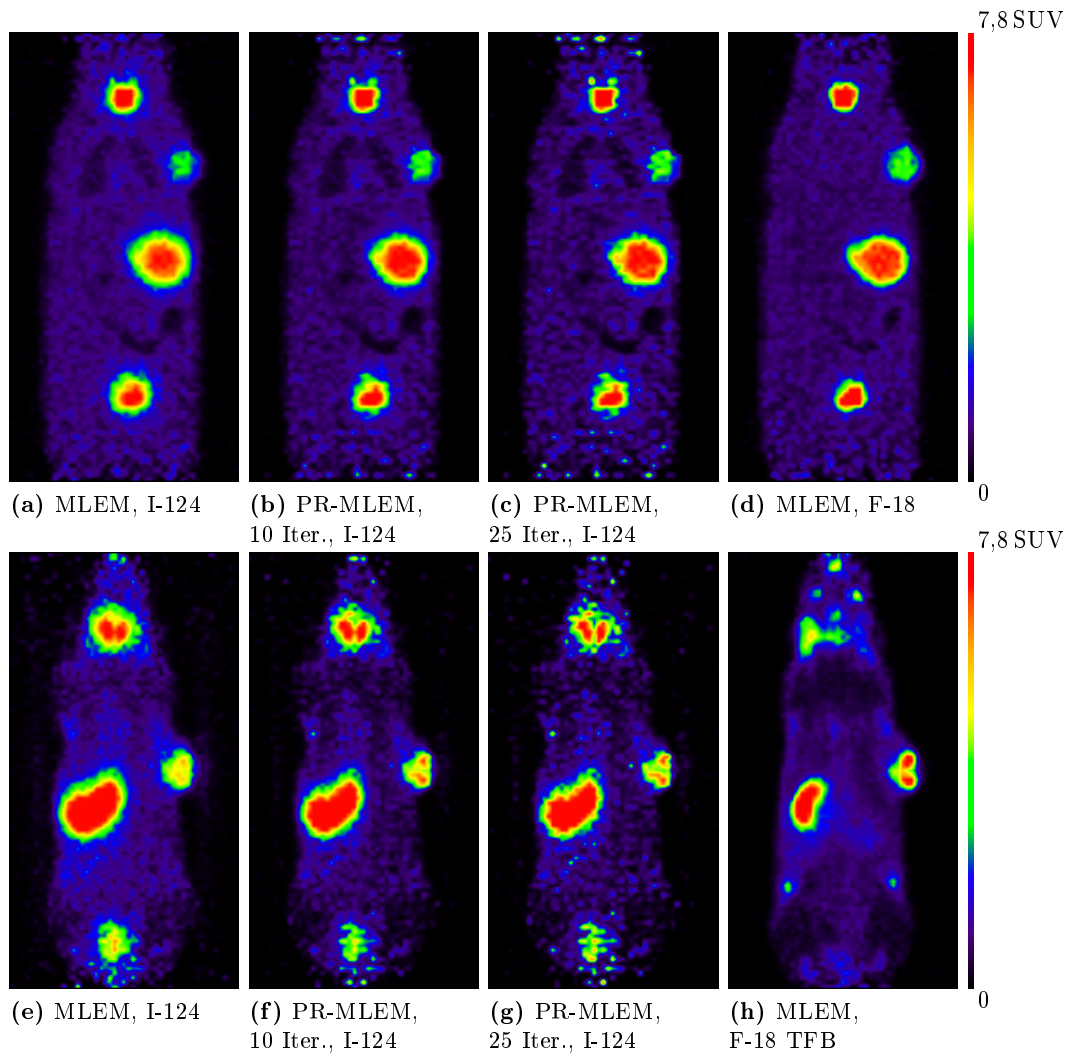 7,8 SUV
0
(a) MLEM, I-124
(b) PR-MLEM,
10 Iter., I-124
(c) PR-MLEM,
25 Iter., I-124
(d) MLEM, F-18
7,8 SUV
0
(e) MLEM, I-124
(f) PR-MLEM,
10 Iter., I-124
(g) PR-MLEM,
25 Iter., I-124
(h) MLEM,
F-18 TFB